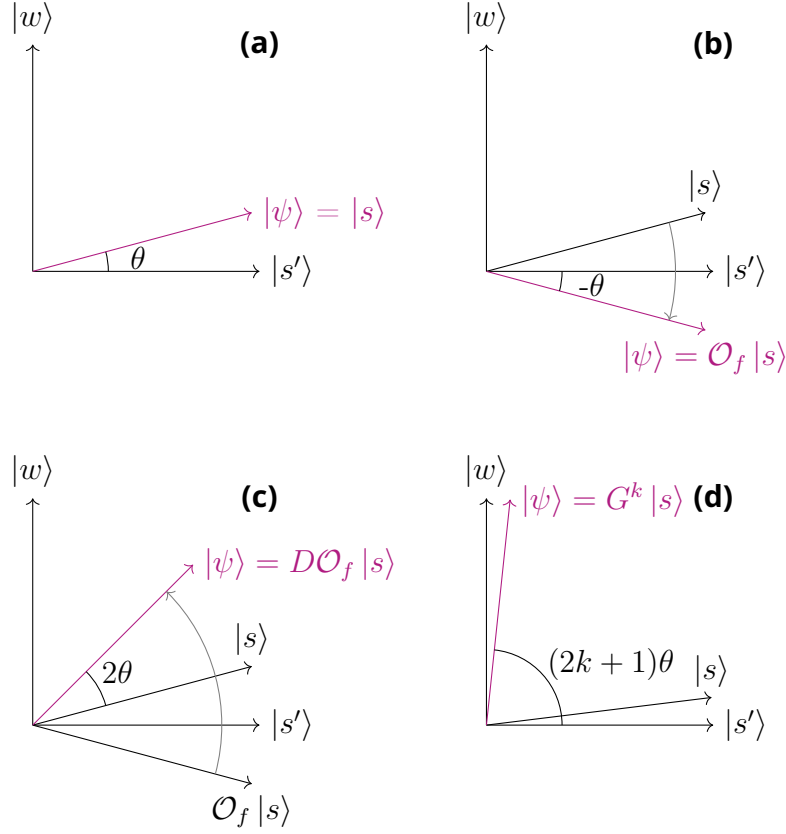 |w⟩
(a)
|ψ⟩ = |s⟩
θ
|s′⟩
|w⟩
(b)
|s⟩
|s′⟩
-θ
|ψ⟩ = 𝒪_f |s⟩
|w⟩
(c)
|ψ⟩ = D𝒪_f |s⟩
|s⟩
2θ
|s′⟩
𝒪_f |s⟩
|w⟩
|ψ⟩ = G^k |s⟩
(d)
(2k + 1)θ
|s⟩
|s′⟩